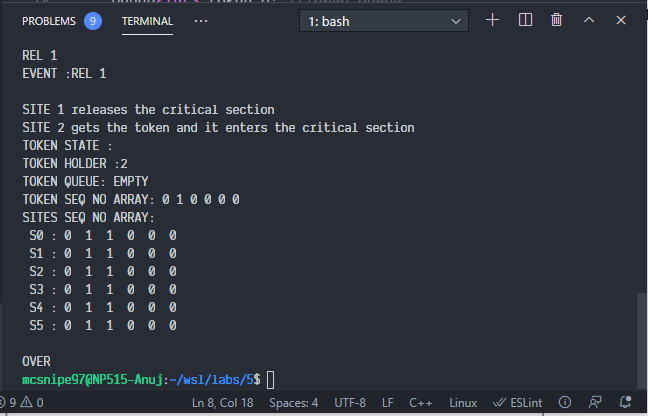 PROBLEMS 9 TERMINAL ... 1: bash
REL 1
EVENT :REL 1
SITE 1 releases the critical section
SITE 2 gets the token and it enters the critical section
TOKEN STATE :
TOKEN HOLDER :2
TOKEN QUEUE: EMPTY
TOKEN SEQ NO ARRAY: 0 1 0 0 0 0
SITES SEQ NO ARRAY:
S0 : 0 1 1 0 0 0
S1 : 0 1 1 0 0 0
S2 : 0 1 1 0 0 0
S3 : 0 1 1 0 0 0
S4 : 0 1 1 0 0 0
S5 : 0 1 1 0 0 0
OVER
mcsnipe97@NP515-Anuj:~/wsl/labs/5$
9 0 Ln 8, Col 18 Spaces: 4 UTF-8 LF C++ Linux ESLint